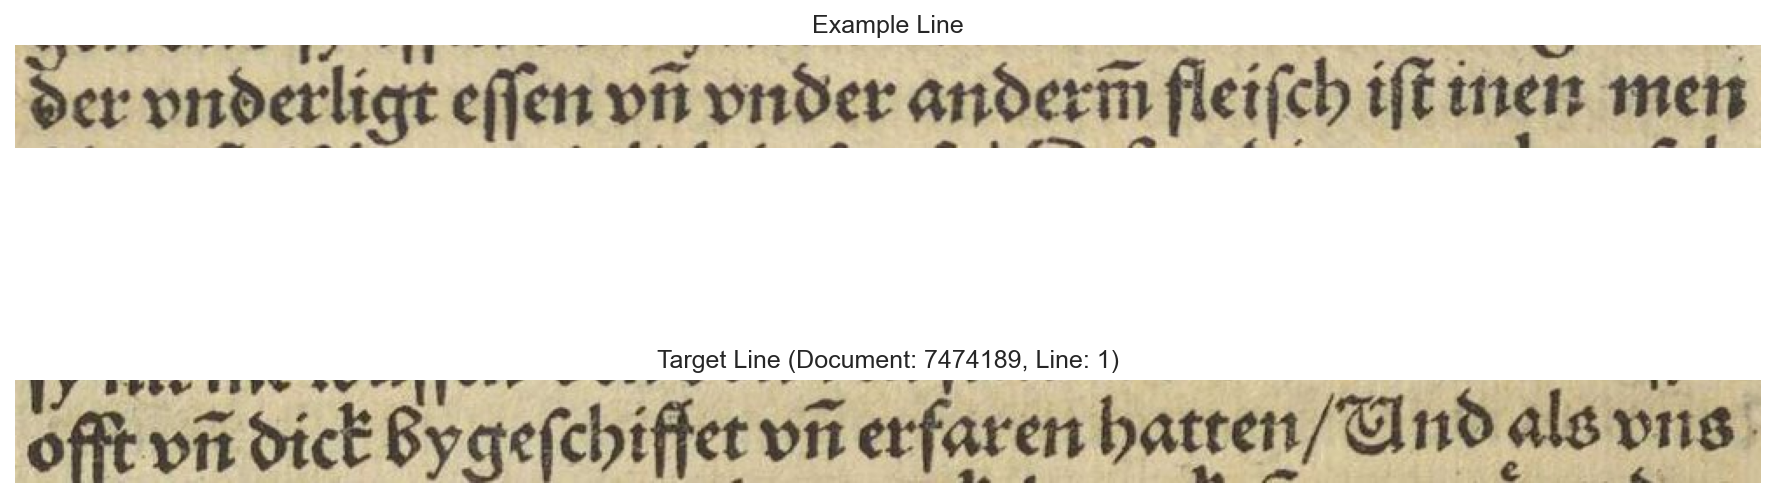 Example Line
der vnderligt eſſen vn̄ vnder anderm̄ fleiſch iſt inen men
Target Line (Document: 7474189, Line: 1)
offt vn̄ dick bygeſchiffet vn̄ erfaren hatten/Und als vns